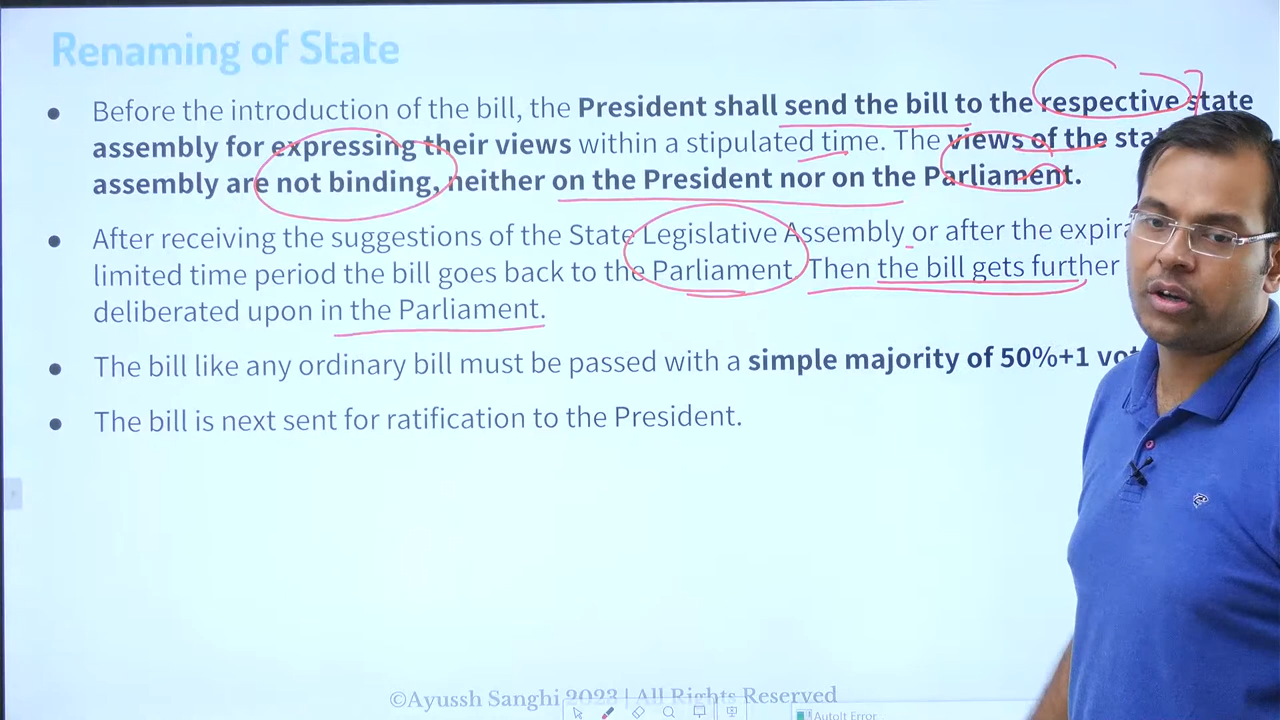 Renaming of State
● Before the introduction of the bill, the President shall send the bill to the respective state
assembly for expressing their views within a stipulated time. The views of the
assembly are not binding, neither on the President nor on the Parliament.
● After receiving the suggestions of the State Legislative Assembly or after the
limited time period the bill goes back to the Parliament. Then the bill gets further
deliberated upon in the Parliament.
● The bill like any ordinary bill must be passed with a simple majority of 50%+1
● The bill is next sent for ratification to the President.
©Ayussh Sanghi 2023 | All Rights Reserved
AutoIt Error